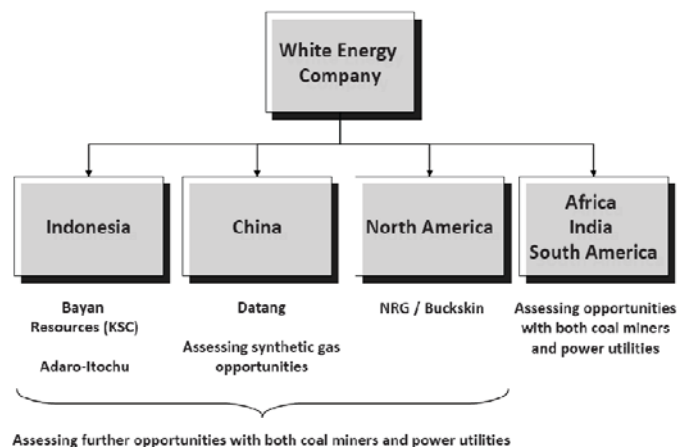 White Energy
Company
Indonesia
China
North America
Africa
India
South America
Bayan
Resources (KSC)
Adaro-Itochu
Datang
Assessing synthetic gas
opportunities
NRG / Buckskin
Assessing opportunities
with both coal miners
and power utilities
Assessing further opportunities with both coal miners and power utilities